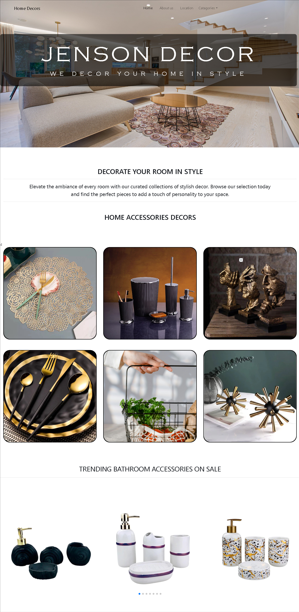 Home Decors
Home About Location Categories
JENSON DECOR
WE DECOR YOUR HOME IN STYLE
DECORATE YOUR ROOM IN STYLE
Elevate the ambiance of every room with our curated collections of stylish decor. Browse our selection today
and find the perfect pieces to add a touch of personality to your space.
HOME ACCESSORIES DECORS
TRENDING BATHROOM ACCESSORIES ON SALE